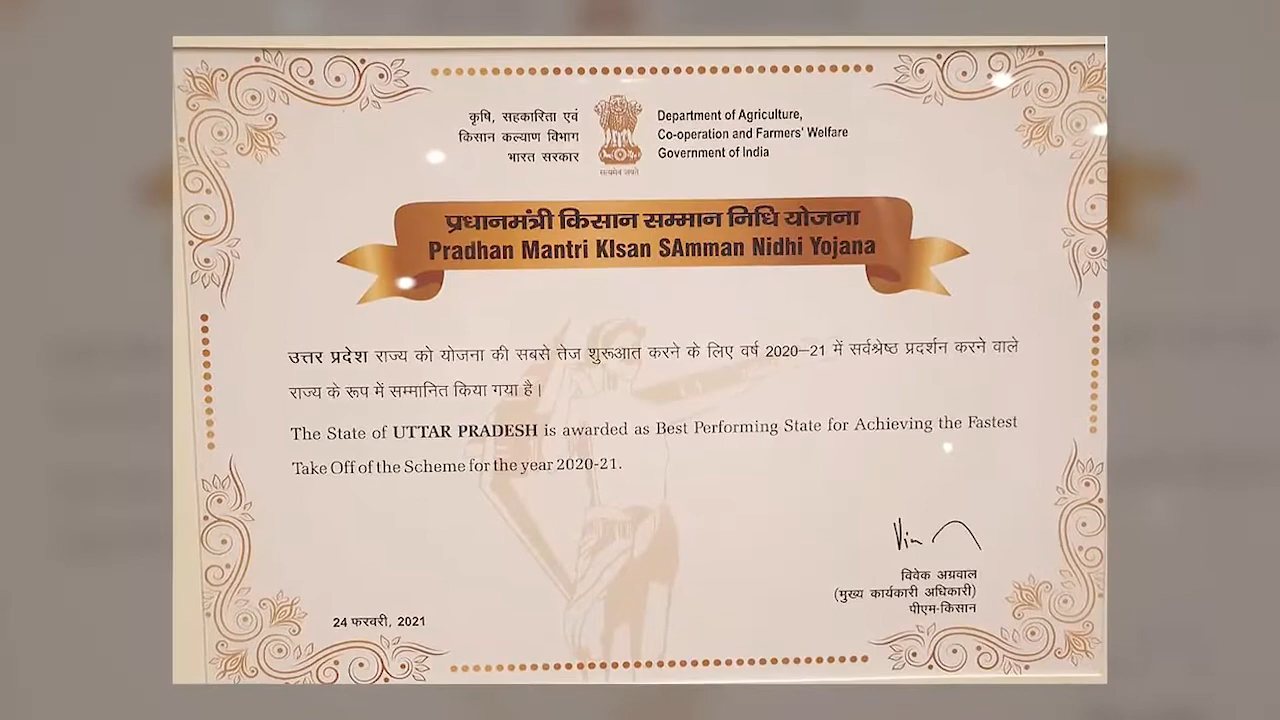 कृषि, सहकारिता एवं
किसान कल्याण विभाग
भारत सरकार
सत्यमेव जयते
Department of Agriculture,
Co-operation and Farmers' Welfare
Government of India
प्रधानमंत्री किसान सम्मान निधि योजना
Pradhan Mantri KIsan SAmman Nidhi Yojana
उत्तर प्रदेश राज्य को योजना की सबसे तेज शुरूआत करने के लिए वर्ष 2020–21 में सर्वश्रेष्ठ प्रदर्शन करने वाले
राज्य के रूप में सम्मानित किया गया है।
The State of UTTAR PRADESH is awarded as Best Performing State for Achieving the Fastest
Take Off of the Scheme for the year 2020-21.
विवेक अग्रवाल
(मुख्य कार्यकारी अधिकारी)
पीएम-किसान
24 फरवरी, 2021